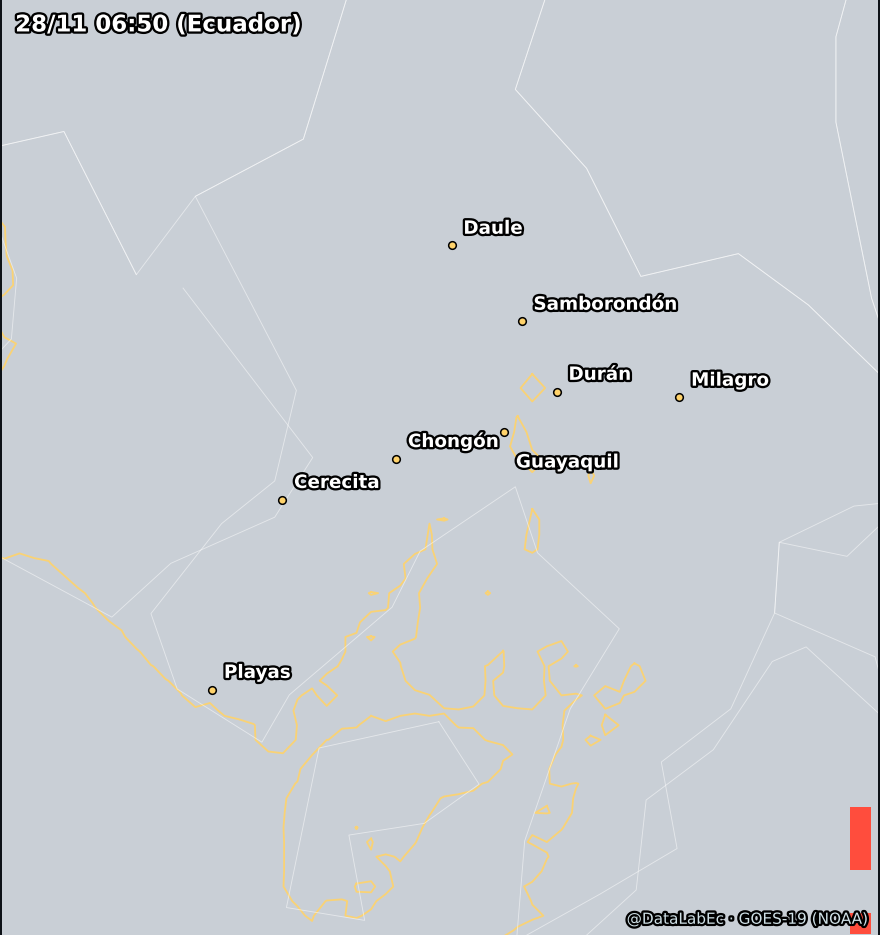 28/11 06:50 (Ecuador)
Daule
Samborondón
Durán
Milagro
Chongón
Guayaquil
Cerecita
Playas
@DataLabEc · GOES-19 (NOAA)